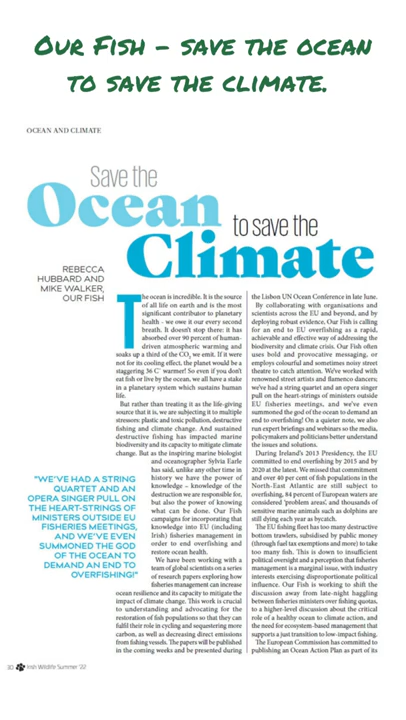 Our Fish - save the ocean
to save the climate.
OCEAN AND CLIMATE
Save the
Ocean to save the
Climate
REBECCA
HUBBARD AND
MIKE WALKER,
OUR FISH
The ocean is incredible. It is the source
of all life on earth and is the most
significant contributor to planetary
health - we owe it our every second
breath. It doesn't stop there: it has
absorbed over 90 percent of human-
driven atmospheric warming and
soaks up a third of the CO₂ we emit. If it were
not for its cooling effect, the planet would be a
staggering 36 C˚ warmer! So even if you don't
eat fish or live by the ocean, we all have a stake
in a planetary system which sustains human
life.
But rather than treating it as the life-giving
source that it is, we are subjecting it to multiple
stressors: plastic and toxic pollution, destructive
fishing and climate change. And sustained
destructive fishing has impacted marine
biodiversity and its capacity to mitigate climate
change. But as the inspiring marine biologist
and oceanographer Sylvia Earle
has said, unlike any other time in
history we have the power of
knowledge – knowledge of the
destruction we are responsible for,
but also the power of knowing
what can be done. Our Fish
campaigns for incorporating that
knowledge into EU (including
Irish) fisheries management in
order to end overfishing and
restore ocean health.
We have been working with a
team of global scientists on a series
of research papers exploring how
fisheries management can increase
ocean resilience and its capacity to mitigate the
impact of climate change. This work is crucial
to understanding and advocating for the
restoration of fish populations so that they can
fulfil their role in cycling and sequestering more
carbon, as well as decreasing direct emissions
from fishing vessels. The papers will be published
in the coming weeks and be presented during
"WE'VE HAD A STRING
QUARTET AND AN
OPERA SINGER PULL ON
THE HEART-STRINGS OF
MINISTERS OUTSIDE EU
FISHERIES MEETINGS,
AND WE'VE EVEN
SUMMONED THE GOD
OF THE OCEAN TO
DEMAND AN END TO
OVERFISHING!"
the Lisbon UN Ocean Conference in late June.
By collaborating with organisations and
scientists across the EU and beyond, and by
deploying robust evidence, Our Fish is calling
for an end to EU overfishing as a rapid,
achievable and effective way of addressing the
biodiversity and climate crisis. Our Fish often
uses bold and provocative messaging, or
employs colourful and sometimes noisy street
theatre to catch attention. We've worked with
renowned street artists and flamenco dancers;
we've had a string quartet and an opera singer
pull on the heart-strings of ministers outside
EU fisheries meetings, and we've even
summoned the god of the ocean to demand an
end to overfishing! On a quieter note, we also
run expert briefings and webinars so the media,
policymakers and politicians better understand
the issues and solutions.
During Ireland's 2013 Presidency, the EU
committed to end overfishing by 2015 and by
2020 at the latest. We missed that commitment
and over 40 per cent of fish populations in the
North-East Atlantic are still subject to
overfishing, 84 percent of European waters are
considered 'problem areas', and thousands of
sensitive marine animals such as dolphins are
still dying each year as bycatch.
The EU fishing fleet has too many destructive
bottom trawlers, subsidised by public money
(through fuel tax exemptions and more) to take
too many fish. This is down to insufficient
political oversight and a perception that fisheries
management is a marginal issue, with industry
interests exercising disproportionate political
influence. Our Fish is working to shift the
discussion away from late-night haggling
between fisheries ministers over fishing quotas,
to a higher-level discussion about the critical
role of a healthy ocean to climate action, and
the need for ecosystem-based management that
supports a just transition to low-impact fishing.
The European Commission has committed to
publishing an Ocean Action Plan as part of its
Irish Wildlife Summer '22